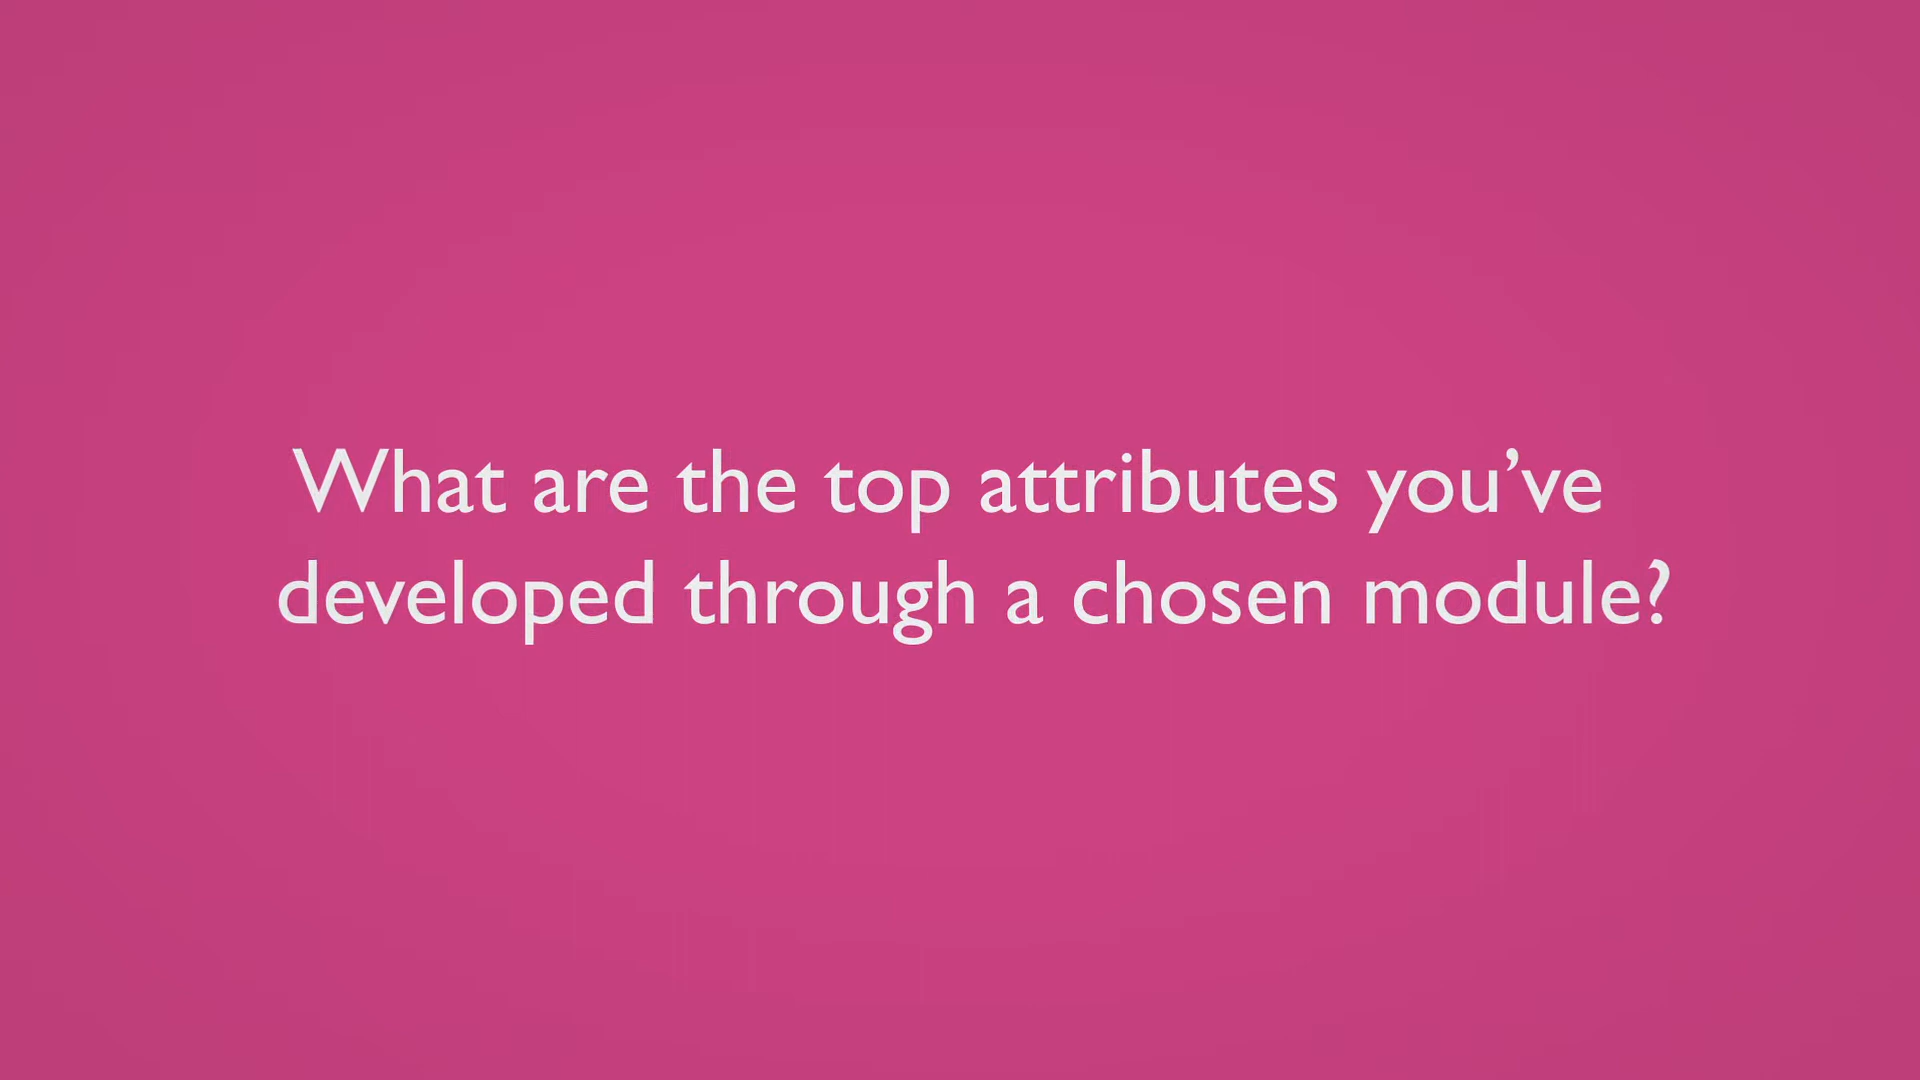 What are the top attributes you’ve
developed through a chosen module?